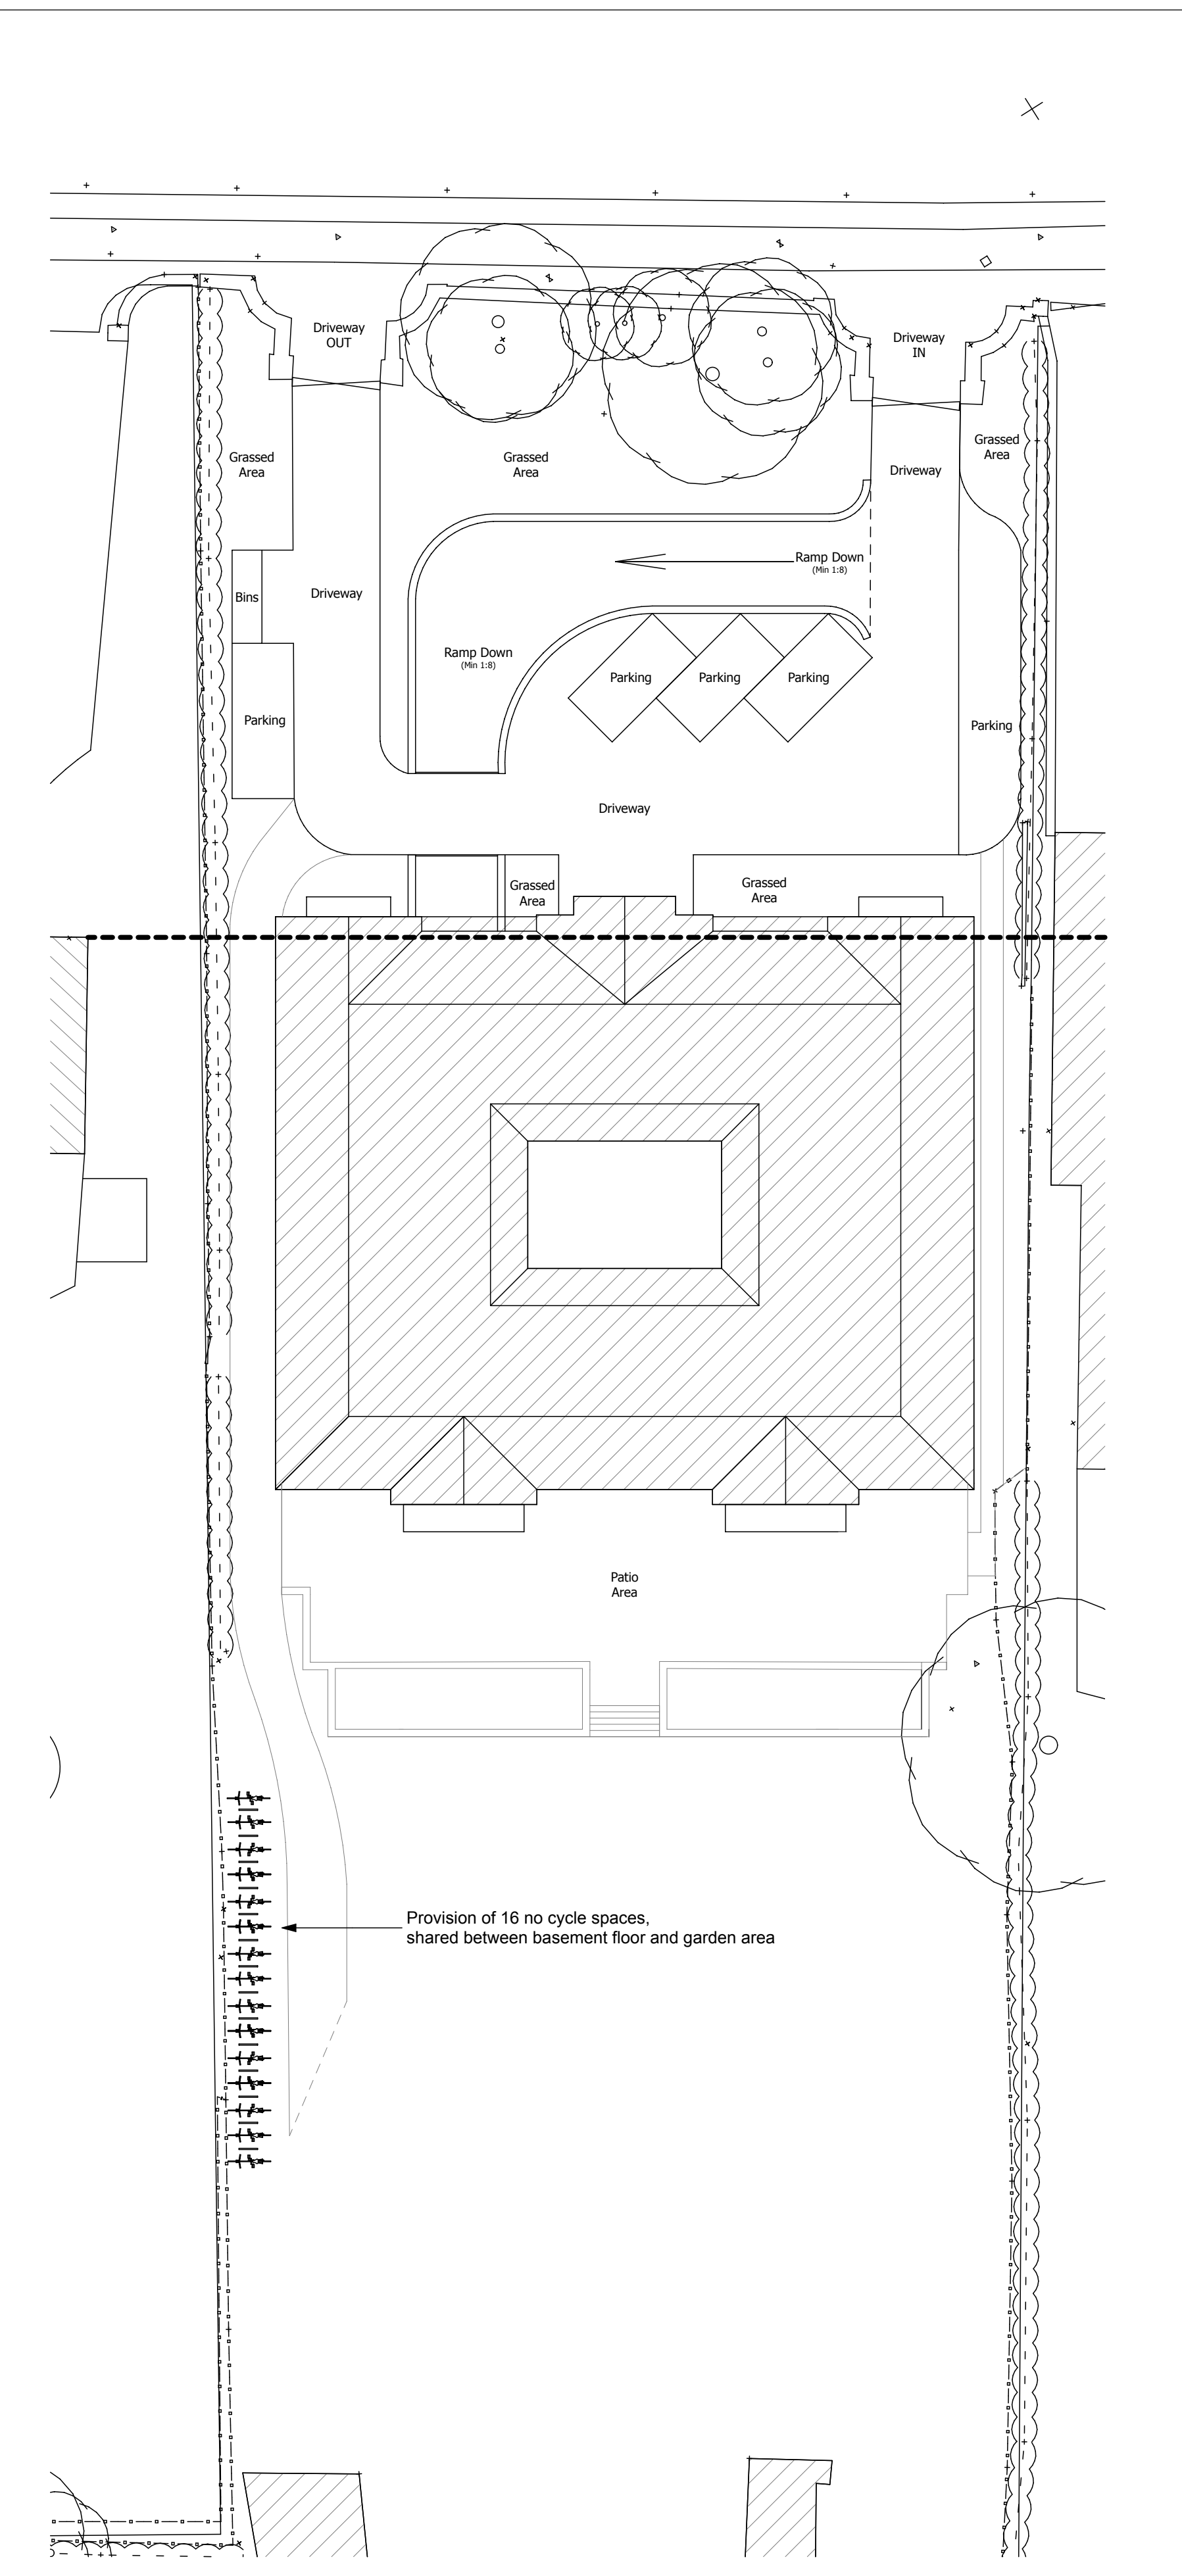 Driveway
OUT
Driveway
IN
Grassed
Area
Grassed
Area
Grassed
Area
Driveway
Ramp Down
(Min 1:8)
Bins
Driveway
Ramp Down
(Min 1:8)
Parking
Parking
Parking
Parking
Parking
Driveway
Grassed
Area
Grassed
Area
Patio
Area
Provision of 16 no cycle spaces,
shared between basement floor and garden area